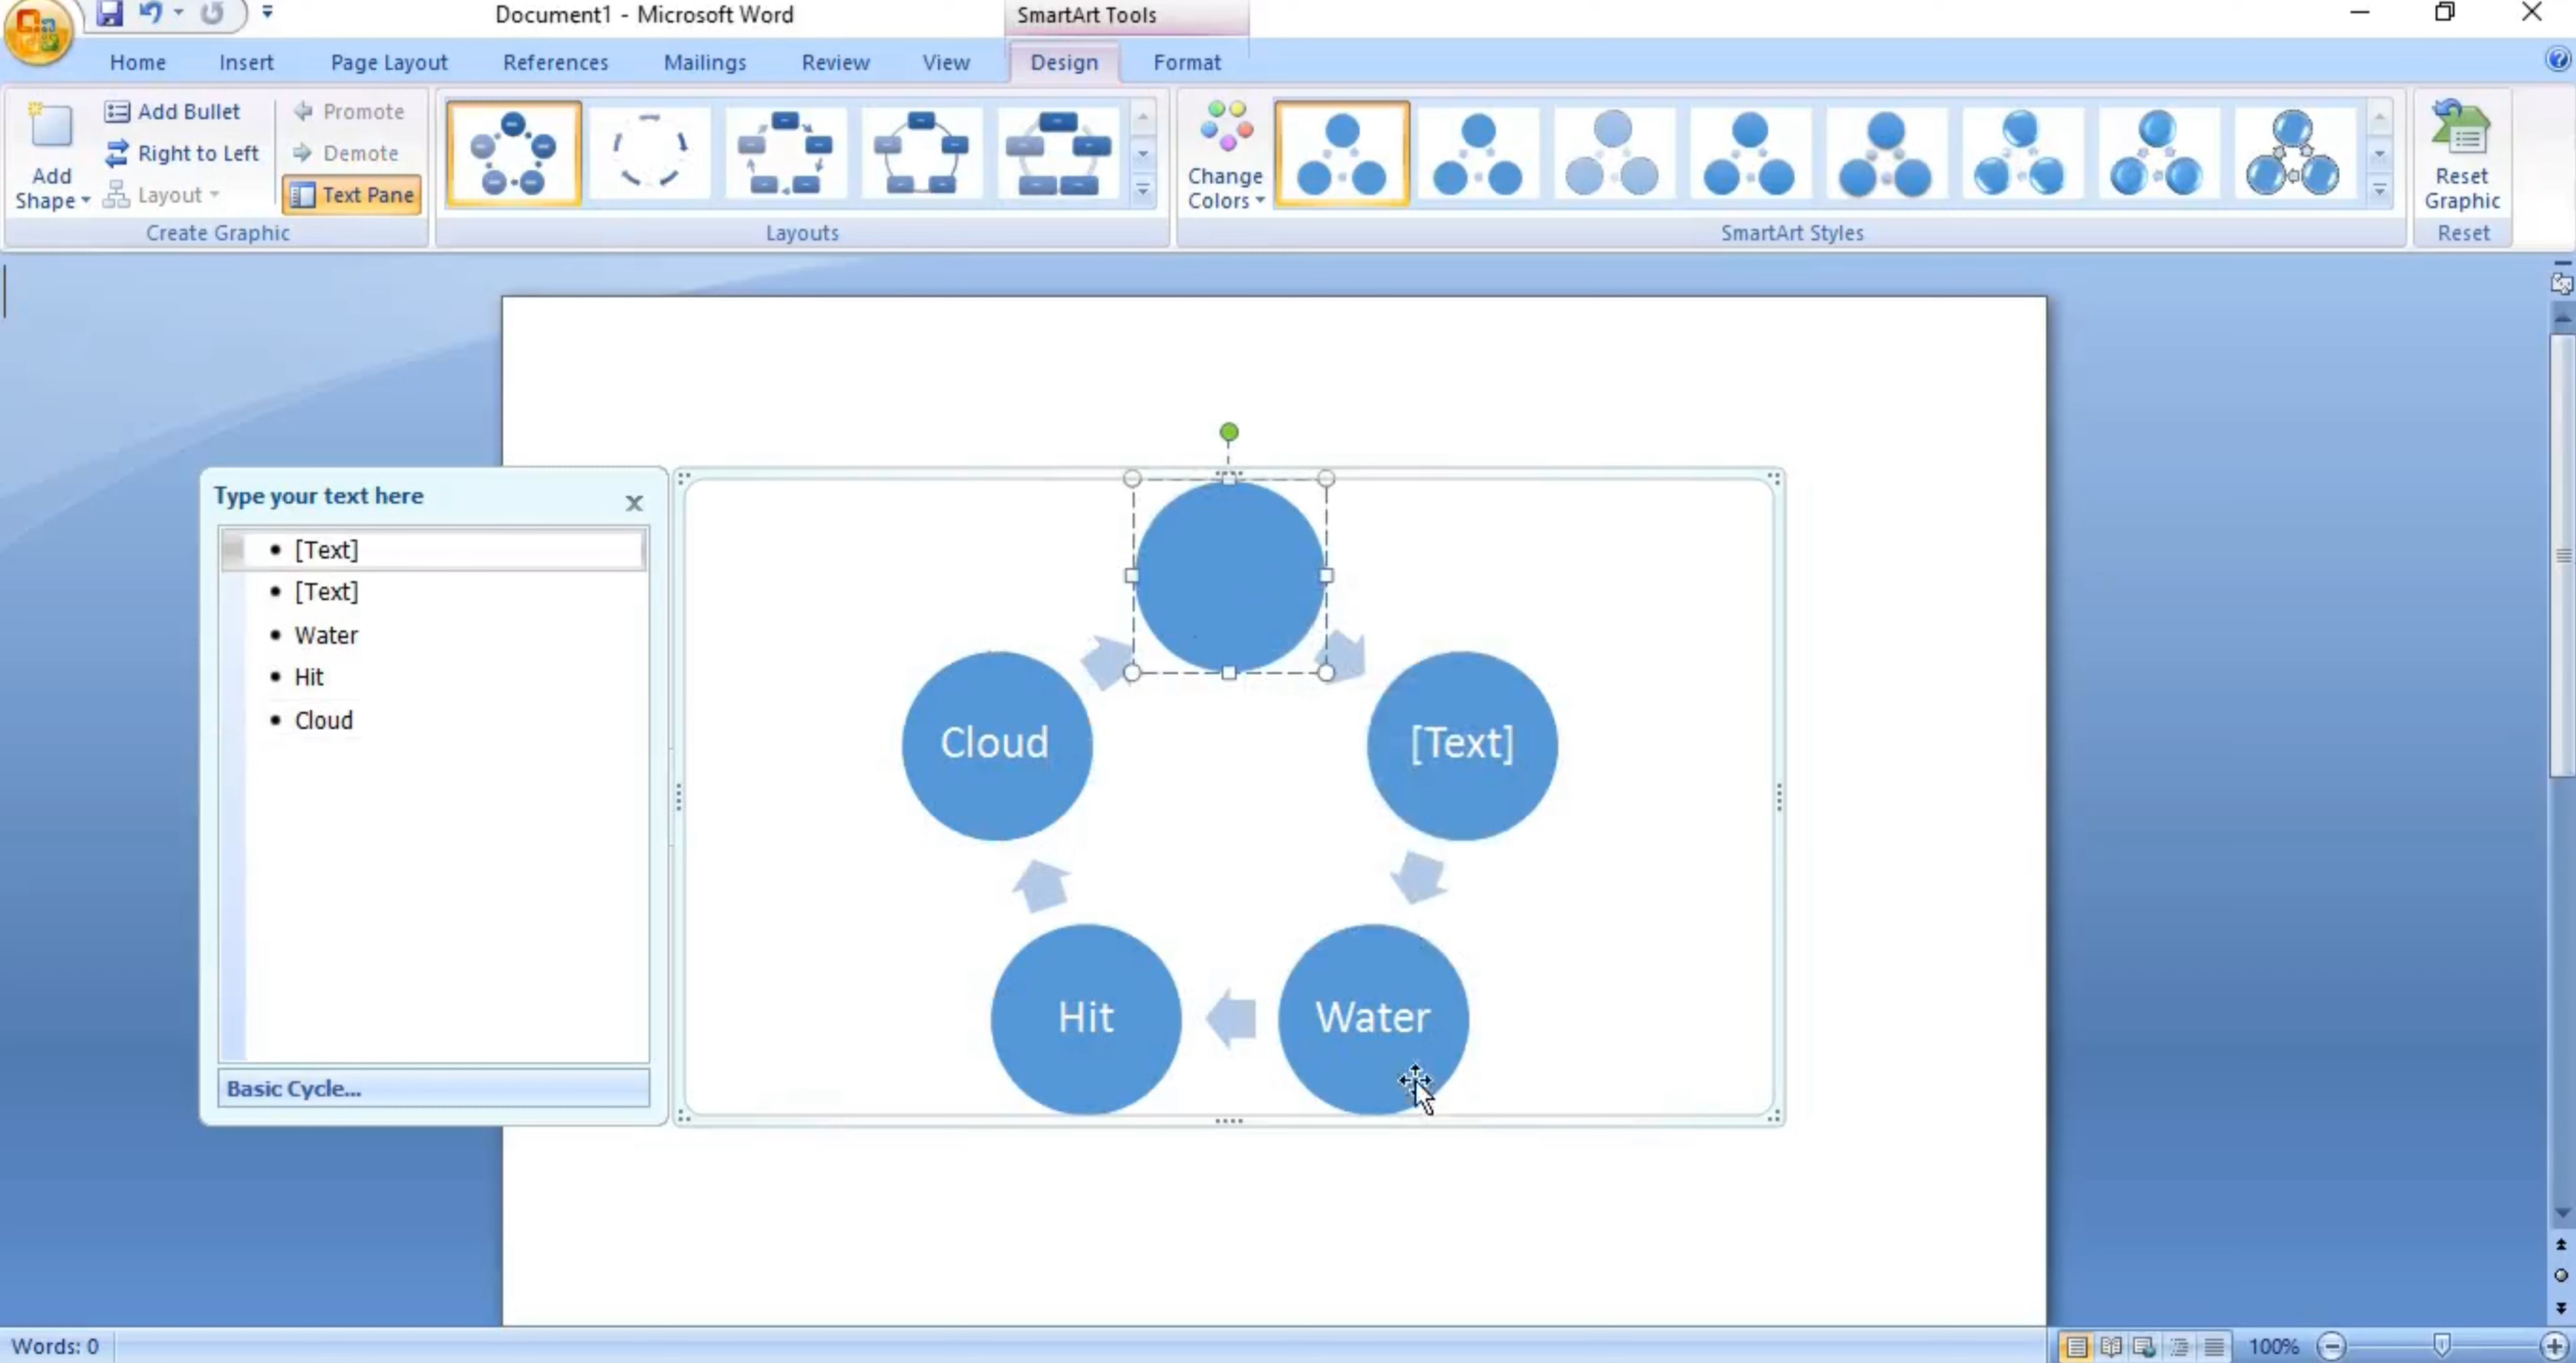 Document1 - Microsoft Word
SmartArt Tools
Home Insert Page Layout References Mailings Review View Design Format
Add Shape
Add Bullet
Right to Left
Layout
Promote
Demote
Text Pane
Create Graphic
Layouts
Change Colors
SmartArt Styles
Reset Graphic
Reset
Type your text here
[Text]
[Text]
Water
Hit
Cloud
Basic Cycle...
Cloud
[Text]
Hit
Water
Words: 0
100%